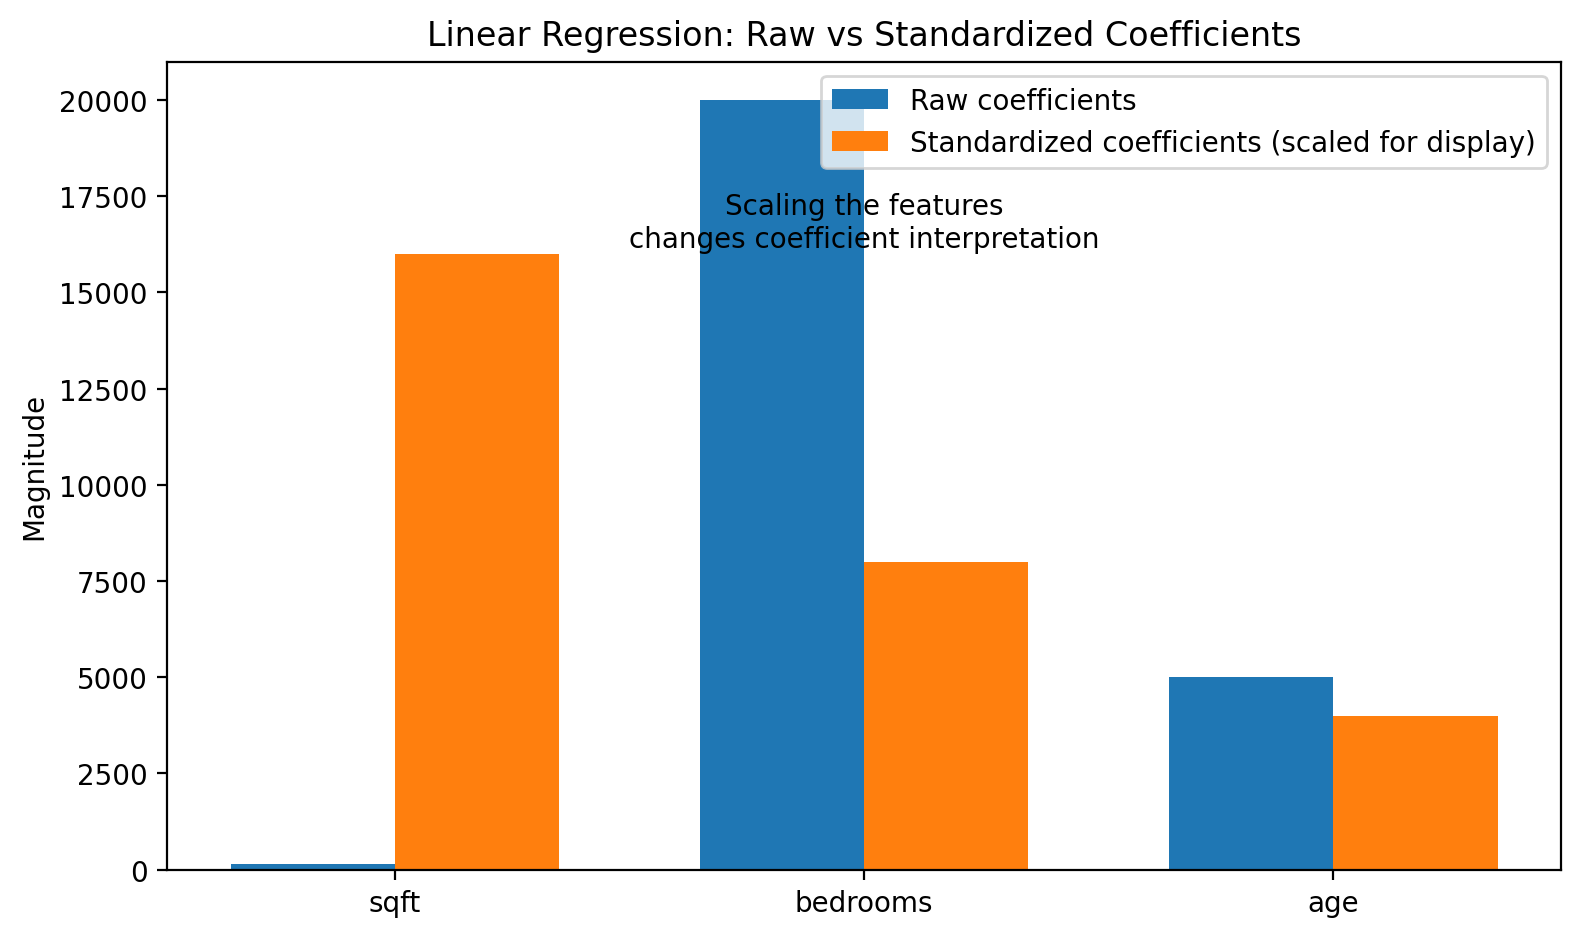 Linear Regression: Raw vs Standardized Coefficients
Raw coefficients
Standardized coefficients (scaled for display)
Scaling the features
changes coefficient interpretation
Magnitude
20000
17500
15000
12500
10000
7500
5000
2500
0
sqft
bedrooms
age